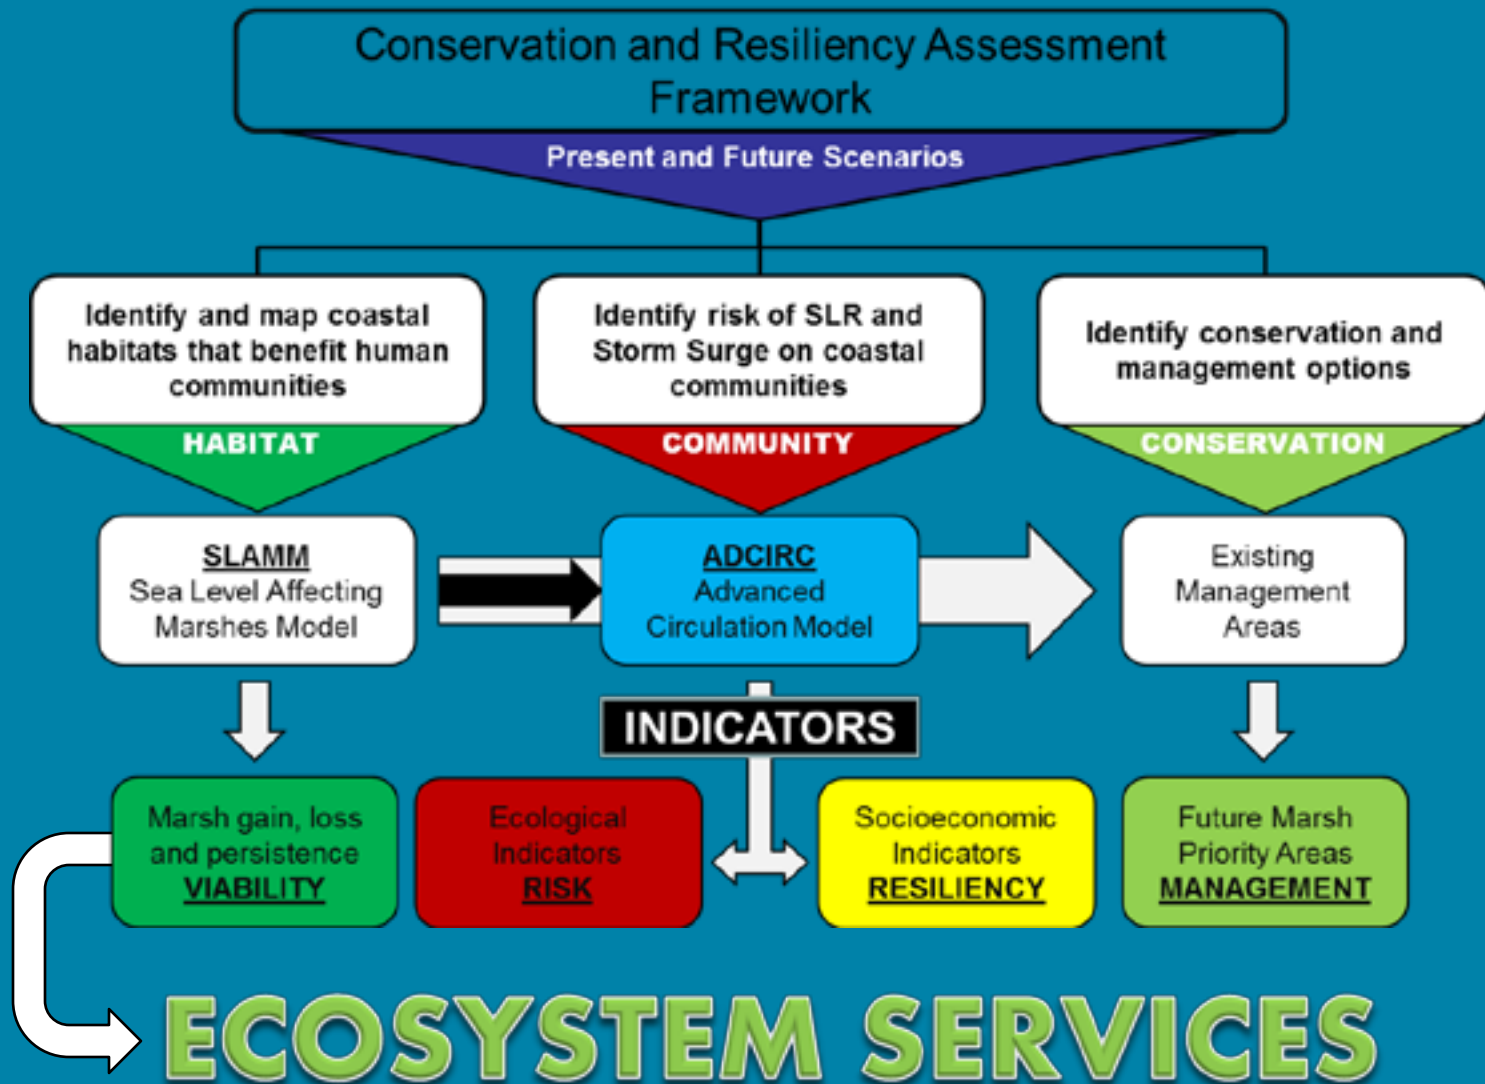 Conservation and Resiliency Assessment
Framework
Present and Future Scenarios
Identify and map coastal
habitats that benefit human
communities
HABITAT
Identify risk of SLR and
Storm Surge on coastal
communities
COMMUNITY
Identify conservation and
management options
CONSERVATION
SLAMM
Sea Level Affecting
Marshes Model
ADCIRC
Advanced
Circulation Model
Existing
Management
Areas
INDICATORS
Marsh gain, loss
and persistence
VIABILITY
Ecological
Indicators
RISK
Socioeconomic
Indicators
RESILIENCY
Future Marsh
Priority Areas
MANAGEMENT
ECOSYSTEM SERVICES